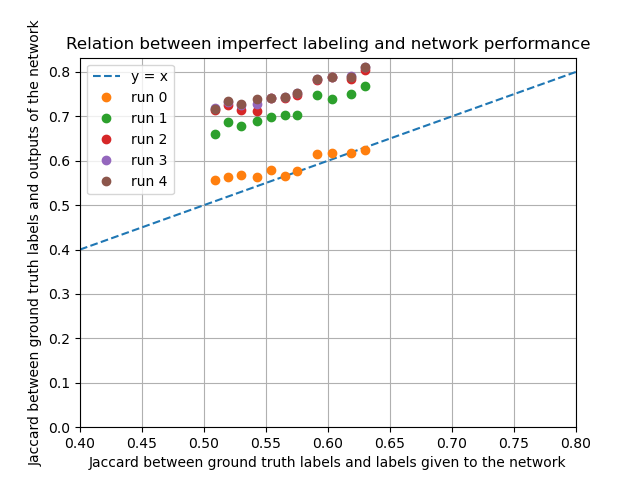 Relation between imperfect labeling and network performance
Jaccard between ground truth labels and outputs of the network
0.8
0.7
0.6
0.5
0.4
0.3
0.2
0.1
0.0
y = x
run 0
run 1
run 2
run 3
run 4
0.40 0.45 0.50 0.55 0.60 0.65 0.70 0.75 0.80
Jaccard between ground truth labels and labels given to the network